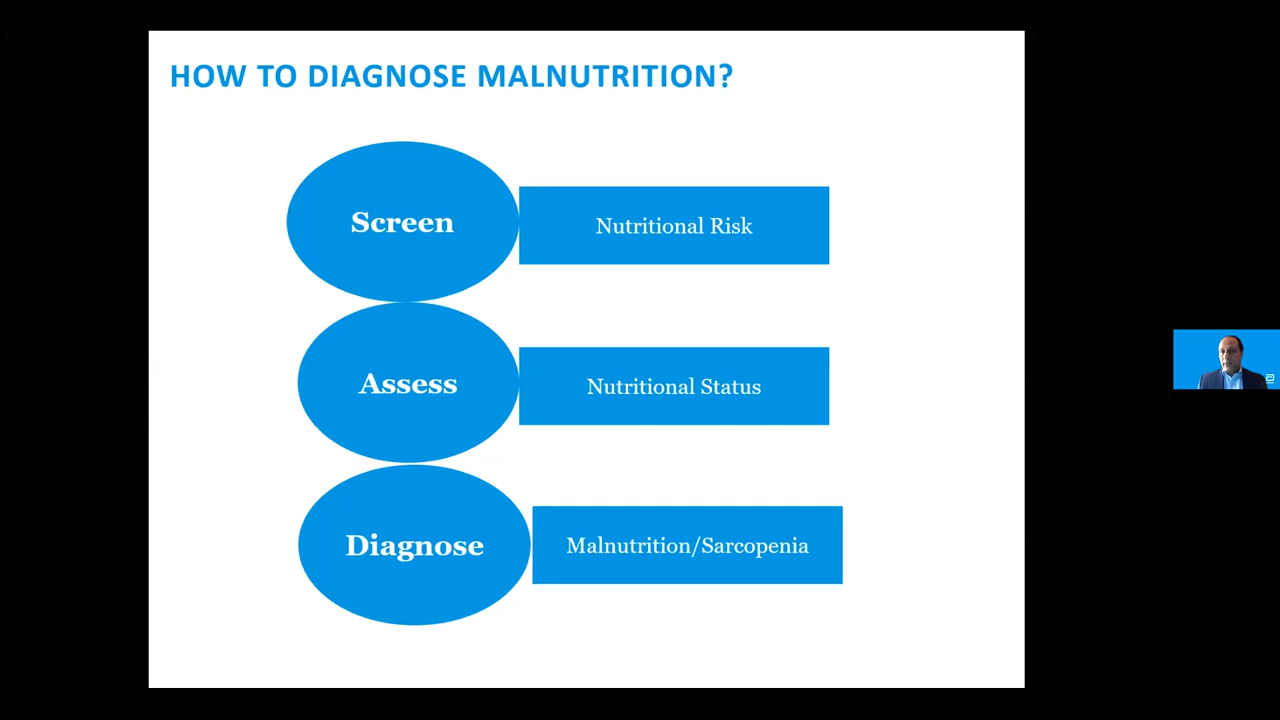 HOW TO DIAGNOSE MALNUTRITION?
Screen
Nutritional Risk
Assess
Nutritional Status
Diagnose
Malnutrition/Sarcopenia